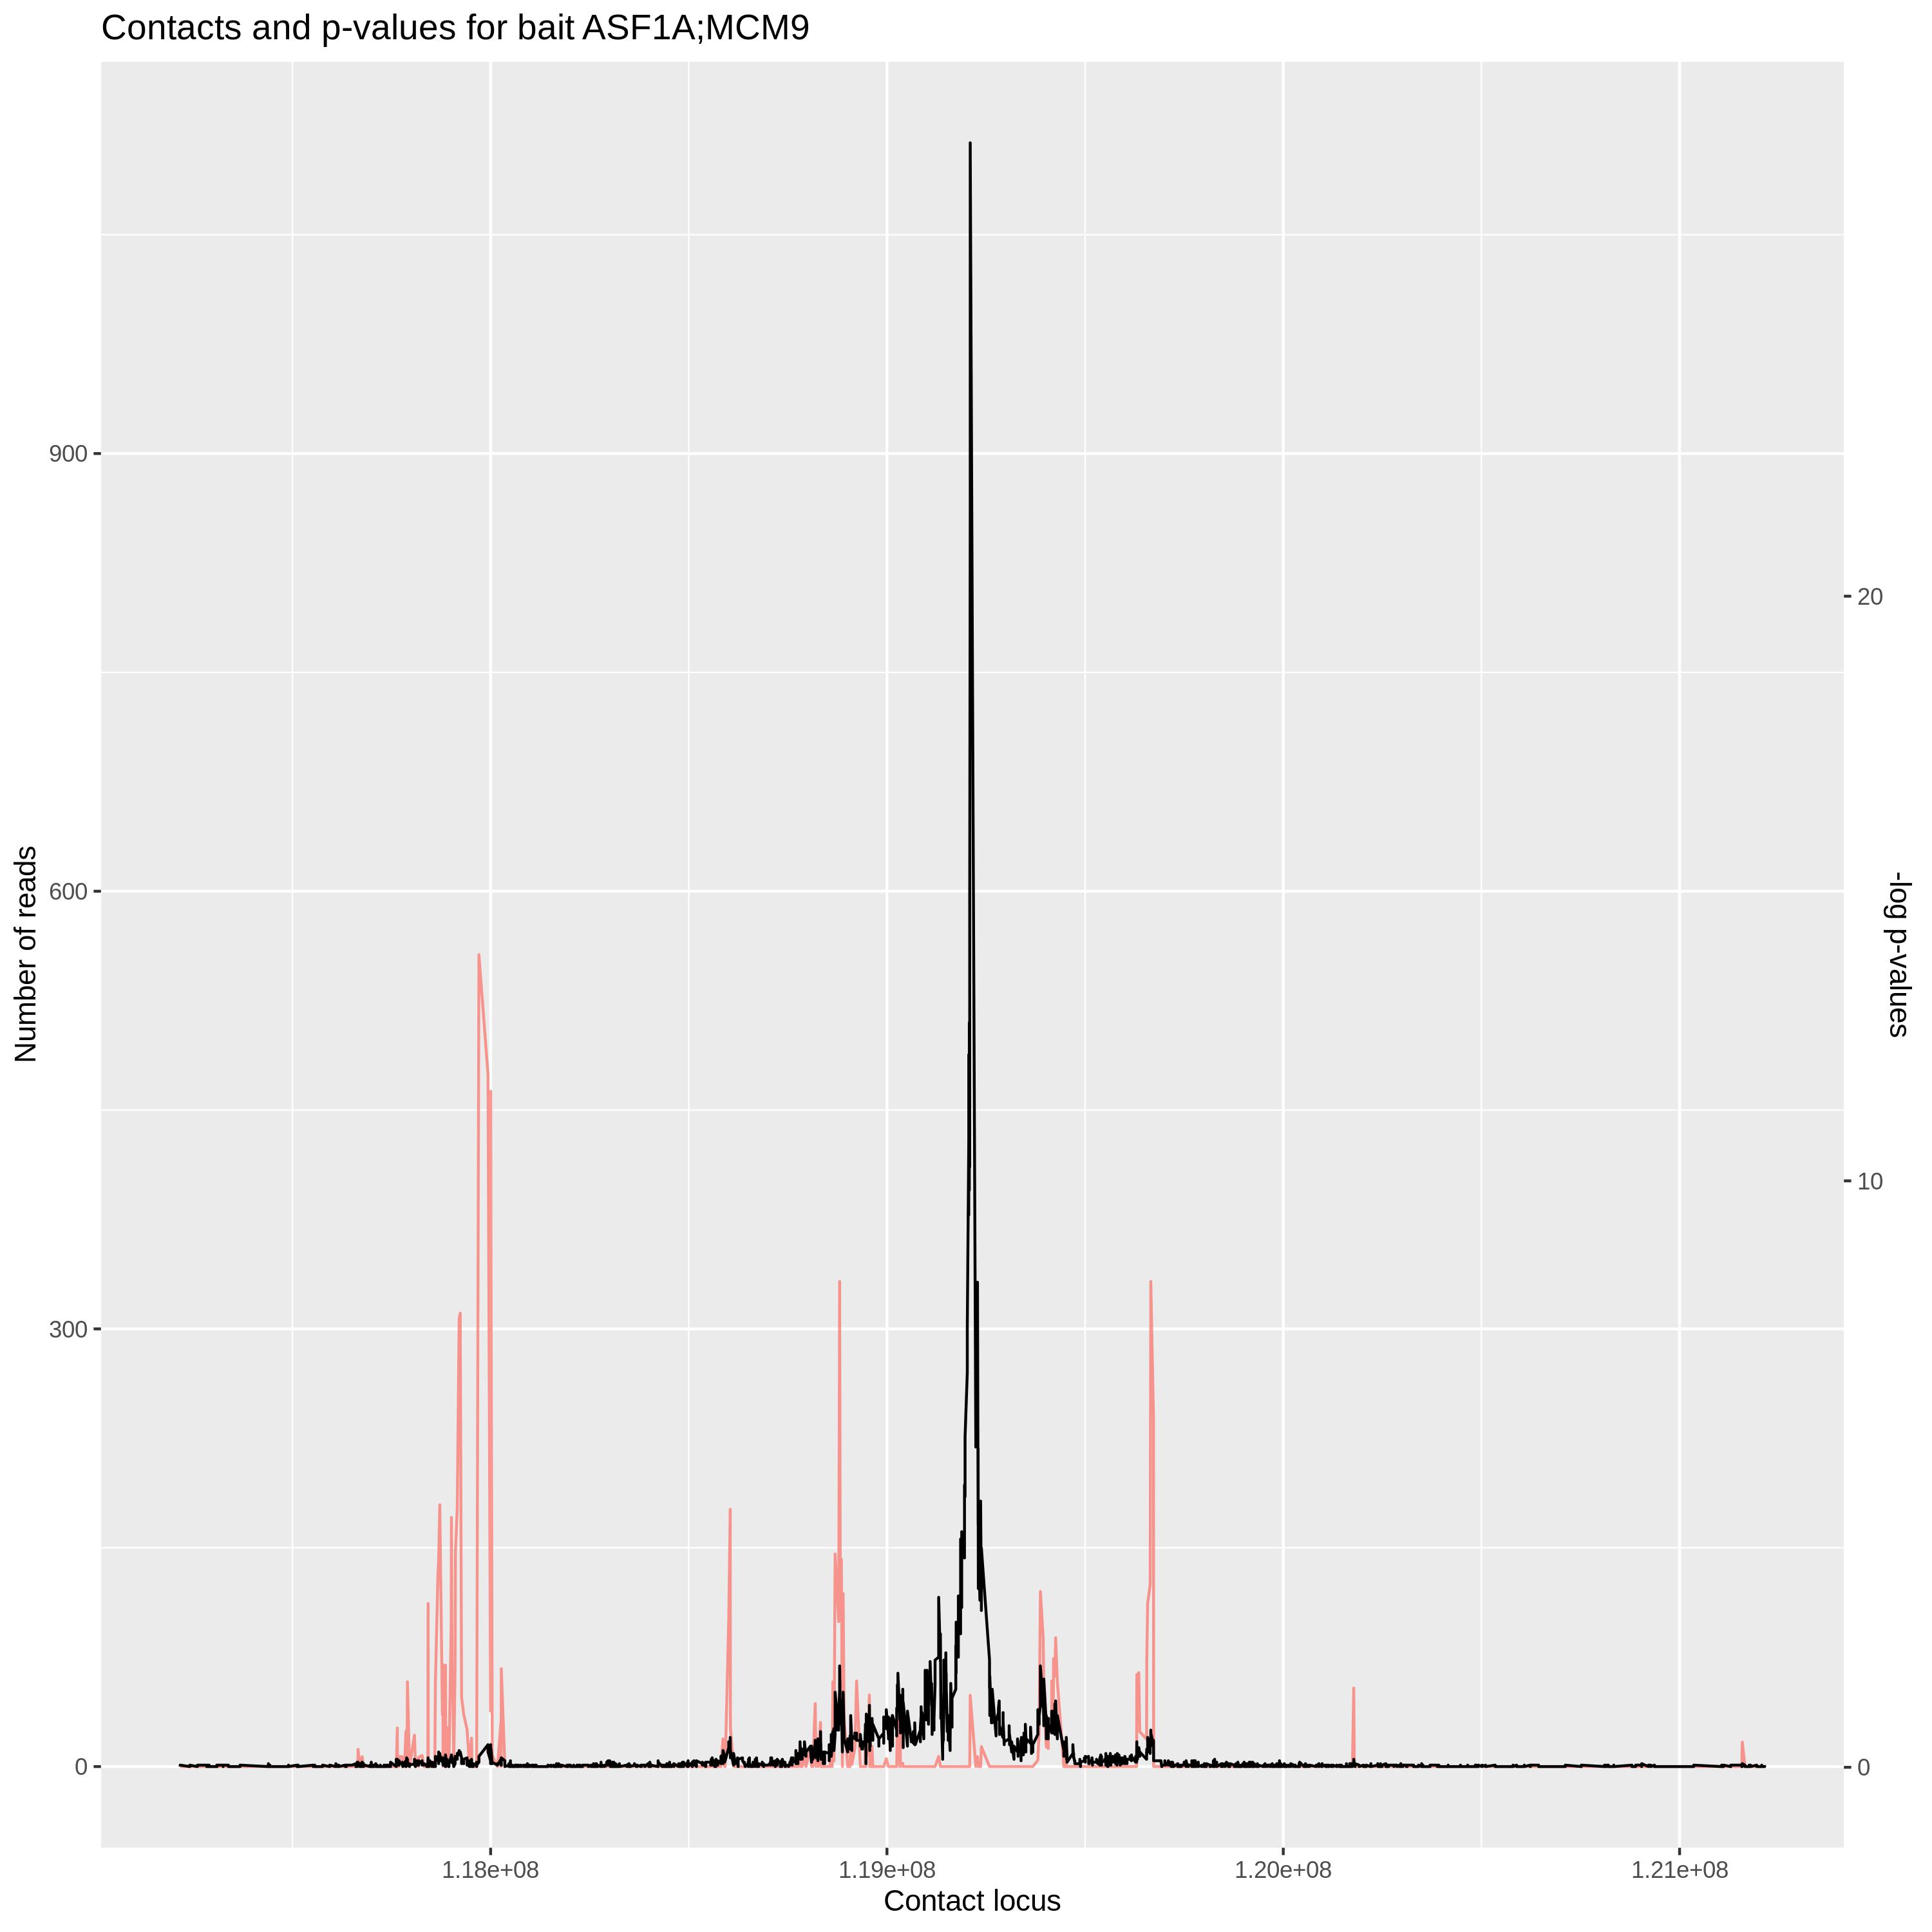 Contacts and p-values for bait ASF1A;MCM9
Number of reads
900
600
300
0
20
10
0
-log p-values
1.18e+08
1.19e+08
1.20e+08
1.21e+08
Contact locus